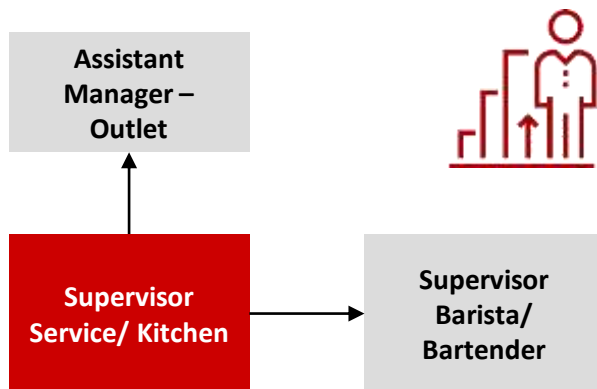 Assistant
Manager –
Outlet
Supervisor
Service/ Kitchen
Supervisor
Barista/
Bartender